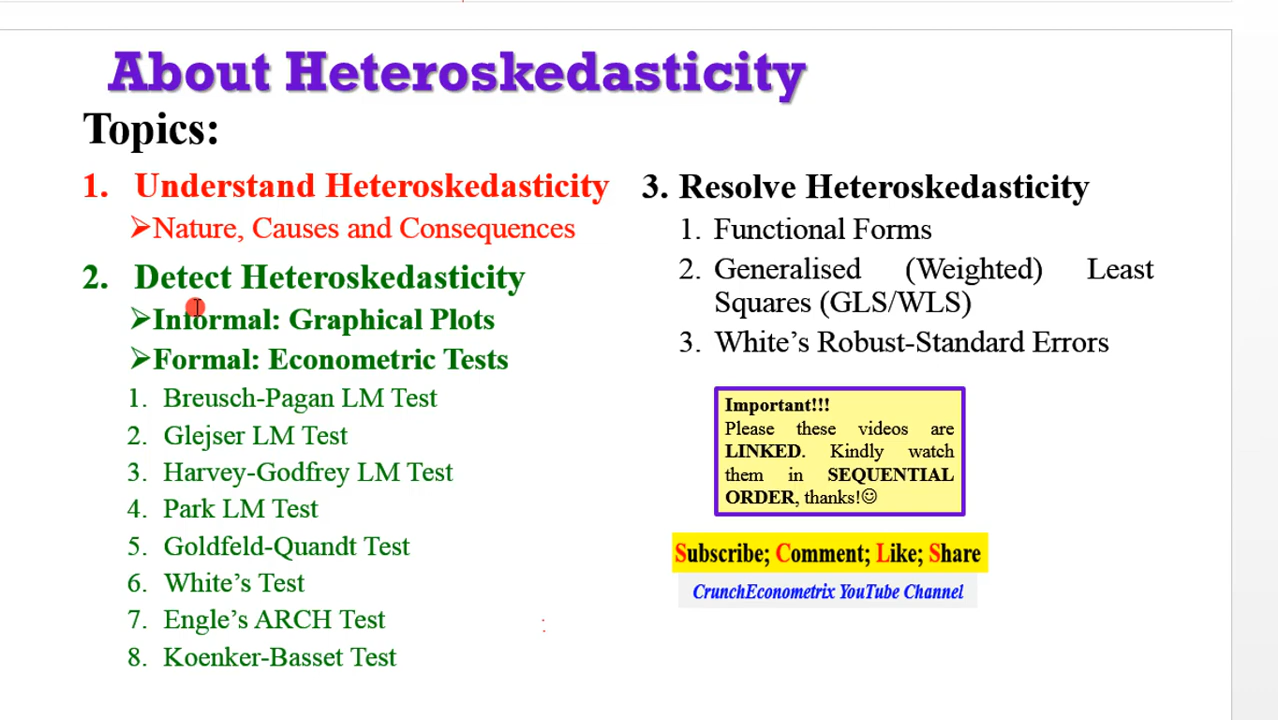 About Heteroskedasticity
Topics:
1. Understand Heteroskedasticity
➢Nature, Causes and Consequences
2. Detect Heteroskedasticity
➢Informal: Graphical Plots
➢Formal: Econometric Tests
1. Breusch-Pagan LM Test
2. Glejser LM Test
3. Harvey-Godfrey LM Test
4. Park LM Test
5. Goldfeld-Quandt Test
6. White’s Test
7. Engle’s ARCH Test
8. Koenker-Basset Test
3. Resolve Heteroskedasticity
1. Functional Forms
2. Generalised (Weighted) Least
Squares (GLS/WLS)
3. White’s Robust-Standard Errors
Important!!!
Please these videos are
LINKED. Kindly watch
them in SEQUENTIAL
ORDER, thanks!☺
Subscribe; Comment; Like; Share
CrunchEconometrix YouTube Channel